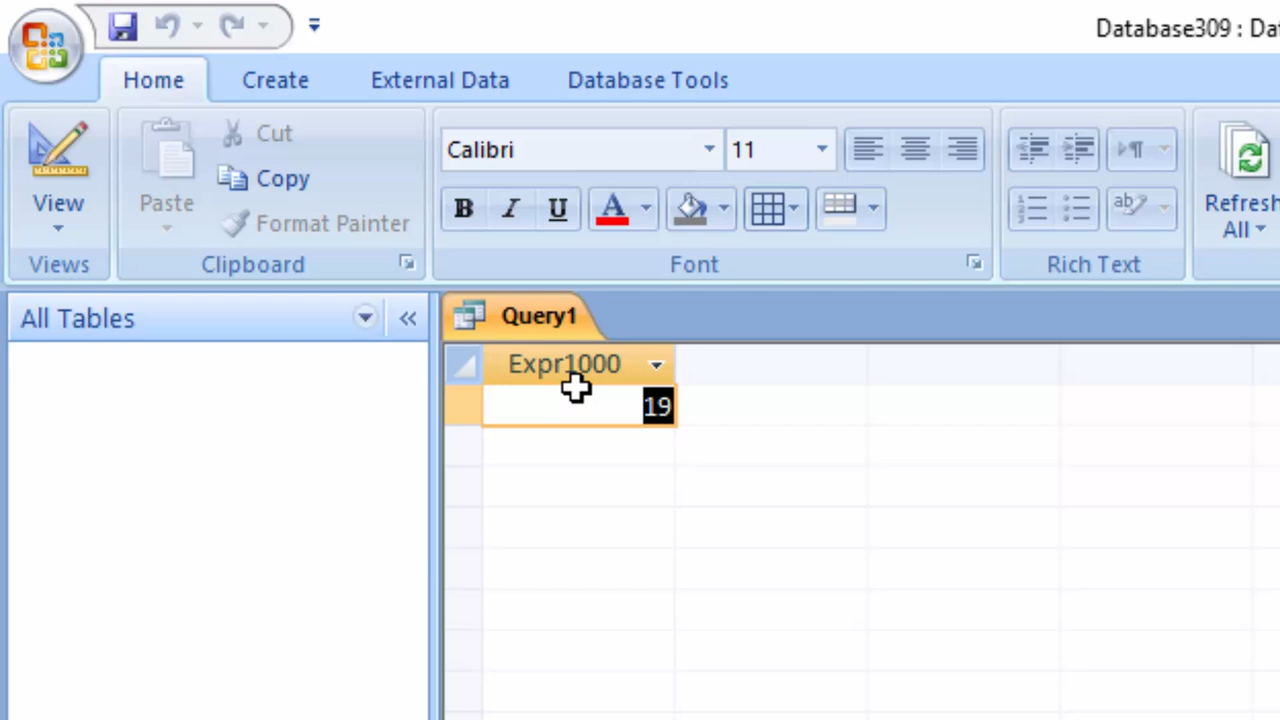 Database309 : Dat
Home Create External Data Database Tools
View
Views
Paste
Cut
Copy
Format Painter
Clipboard
Calibri 11
B I U A
Font
ab
Rich Text
Refresh
All
All Tables
Query1
Expr1000
19